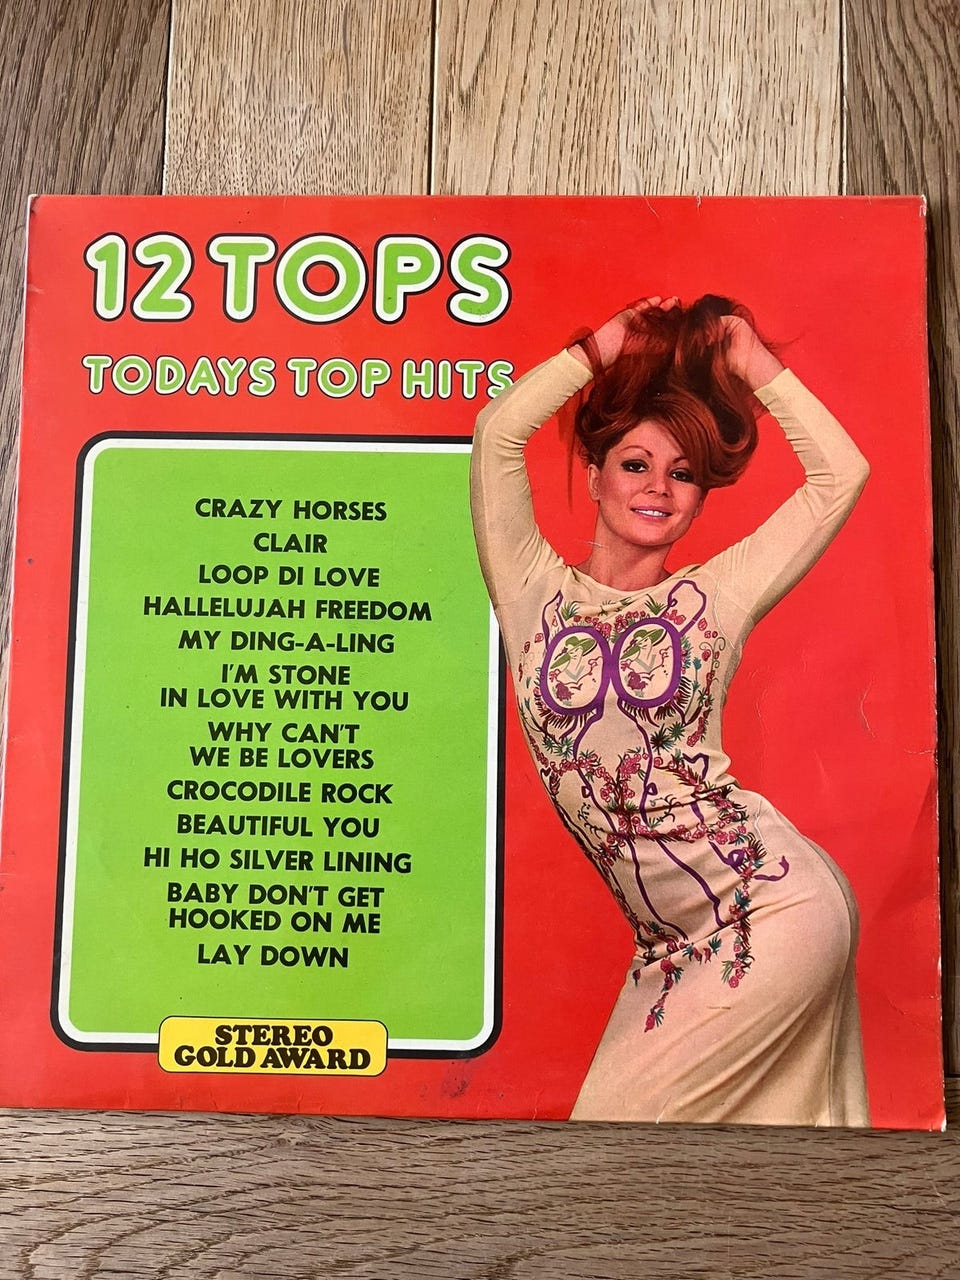 12 TOPS
TODAYS TOP HITS
CRAZY HORSES
CLAIR
LOOP DI LOVE
HALLELUJAH FREEDOM
MY DING-A-LING
I'M STONE
IN LOVE WITH YOU
WHY CAN'T
WE BE LOVERS
CROCODILE ROCK
BEAUTIFUL YOU
HI HO SILVER LINING
BABY DON'T GET
HOOKED ON ME
LAY DOWN
STEREO
GOLD AWARD